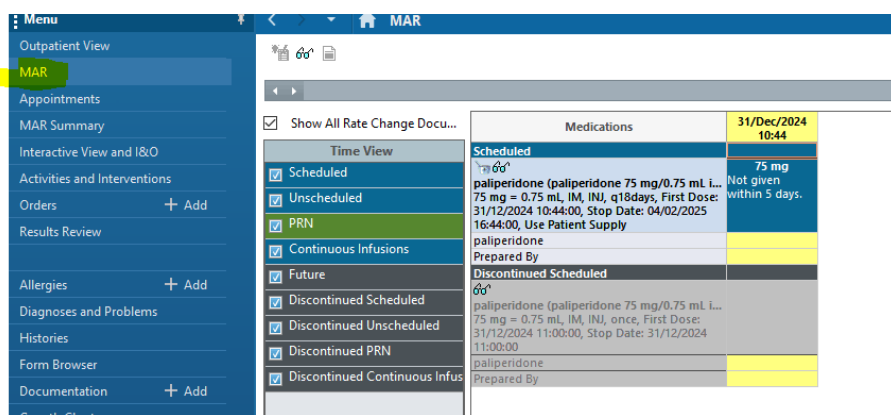 Menu
MAR
Outpatient View
MAR
Appointments
MAR Summary
Interactive View and I&O
Activities and Interventions
Orders + Add
Results Review
Allergies + Add
Diagnoses and Problems
Histories
Form Browser
Documentation + Add
Show All Rate Change Docu...
Time View
Scheduled
Unscheduled
PRN
Continuous Infusions
Future
Discontinued Scheduled
Discontinued Unscheduled
Discontinued PRN
Discontinued Continuous Infus
Medications
31/Dec/2024
10:44
Scheduled
paliperidone (paliperidone 75 mg/0.75 mL i...
75 mg = 0.75 mL, IM, INJ, q18days, First Dose:
31/12/2024 10:44:00, Stop Date: 04/02/2025
16:44:00, Use Patient Supply
75 mg
Not given
within 5 days.
paliperidone
Prepared By
Discontinued Scheduled
paliperidone (paliperidone 75 mg/0.75 mL i...
75 mg = 0.75 mL, IM, INJ, once, First Dose:
31/12/2024 11:00:00, Stop Date: 31/12/2024
11:00:00
paliperidone
Prepared By